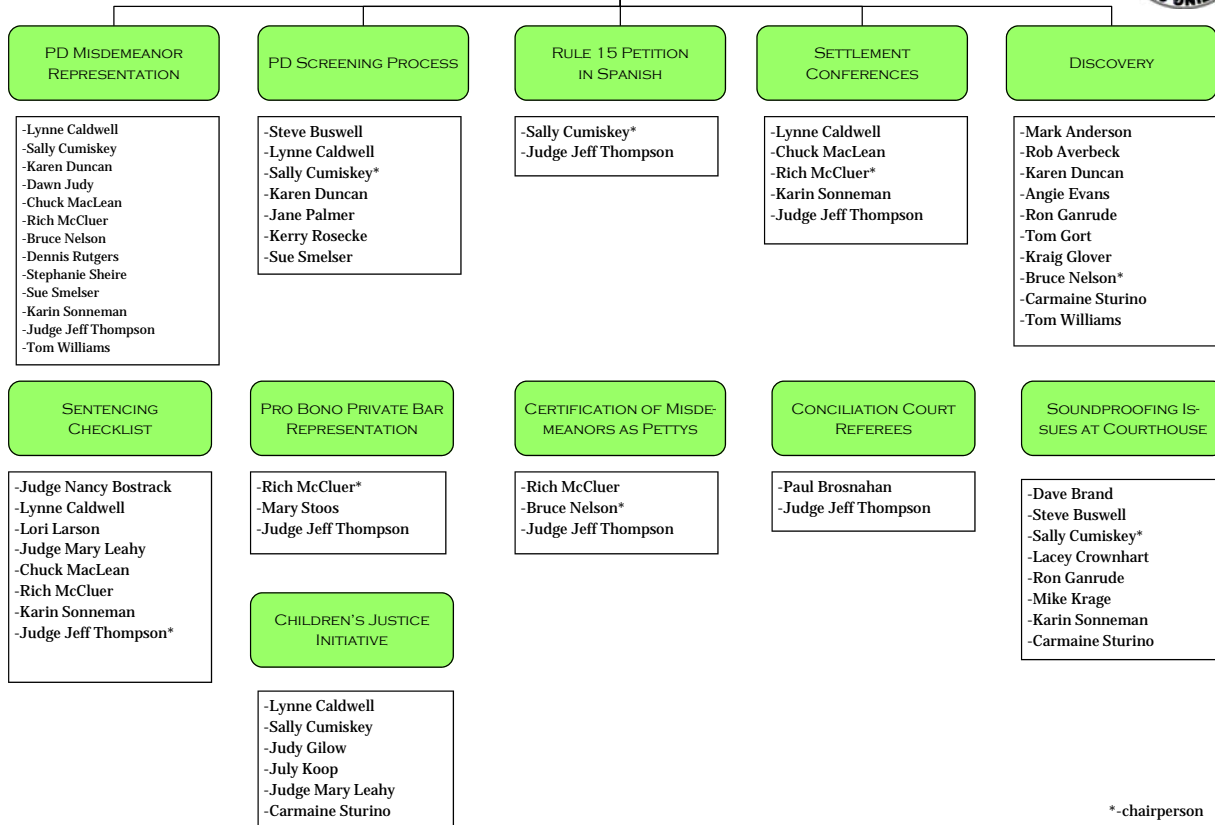 PD MISDEMEANOR
REPRESENTATION
-Lynne Caldwell
-Sally Cumiskey
-Karen Duncan
-Dawn Judy
-Chuck MacLean
-Rich McCluer
-Bruce Nelson
-Dennis Rutgers
-Stephanie Sheire
-Sue Smelser
-Karin Sonneman
-Judge Jeff Thompson
-Tom Williams
PD SCREENING PROCESS
-Steve Buswell
-Lynne Caldwell
-Sally Cumiskey*
-Karen Duncan
-Jane Palmer
-Kerry Rosecke
-Sue Smelser
RULE 15 PETITION
IN SPANISH
-Sally Cumiskey*
-Judge Jeff Thompson
SETTLEMENT
CONFERENCES
-Lynne Caldwell
-Chuck MacLean
-Rich McCluer*
-Karin Sonneman
-Judge Jeff Thompson
DISCOVERY
-Mark Anderson
-Rob Averbeck
-Karen Duncan
-Angie Evans
-Ron Ganrude
-Tom Gort
-Kraig Glover
-Bruce Nelson*
-Carmaine Sturino
-Tom Williams
SENTENCING
CHECKLIST
-Judge Nancy Bostrack
-Lynne Caldwell
-Lori Larson
-Judge Mary Leahy
-Chuck MacLean
-Rich McCluer
-Karin Sonneman
-Judge Jeff Thompson*
PRO BONO PRIVATE BAR
REPRESENTATION
-Rich McCluer*
-Mary Stoos
-Judge Jeff Thompson
CERTIFICATION OF MISDE-
MEANORS AS PETTYS
-Rich McCluer
-Bruce Nelson*
-Judge Jeff Thompson
CONCILIATION COURT
REFEREES
-Paul Brosnahan
-Judge Jeff Thompson
SOUNDPROOFING IS-
SUES AT COURTHOUSE
-Dave Brand
-Steve Buswell
-Sally Cumiskey*
-Lacey Crownhart
-Ron Ganrude
-Mike Krage
-Karin Sonneman
-Carmaine Sturino
CHILDREN'S JUSTICE
INITIATIVE
-Lynne Caldwell
-Sally Cumiskey
-Judy Gilow
-July Koop
-Judge Mary Leahy
-Carmaine Sturino
*-chairperson